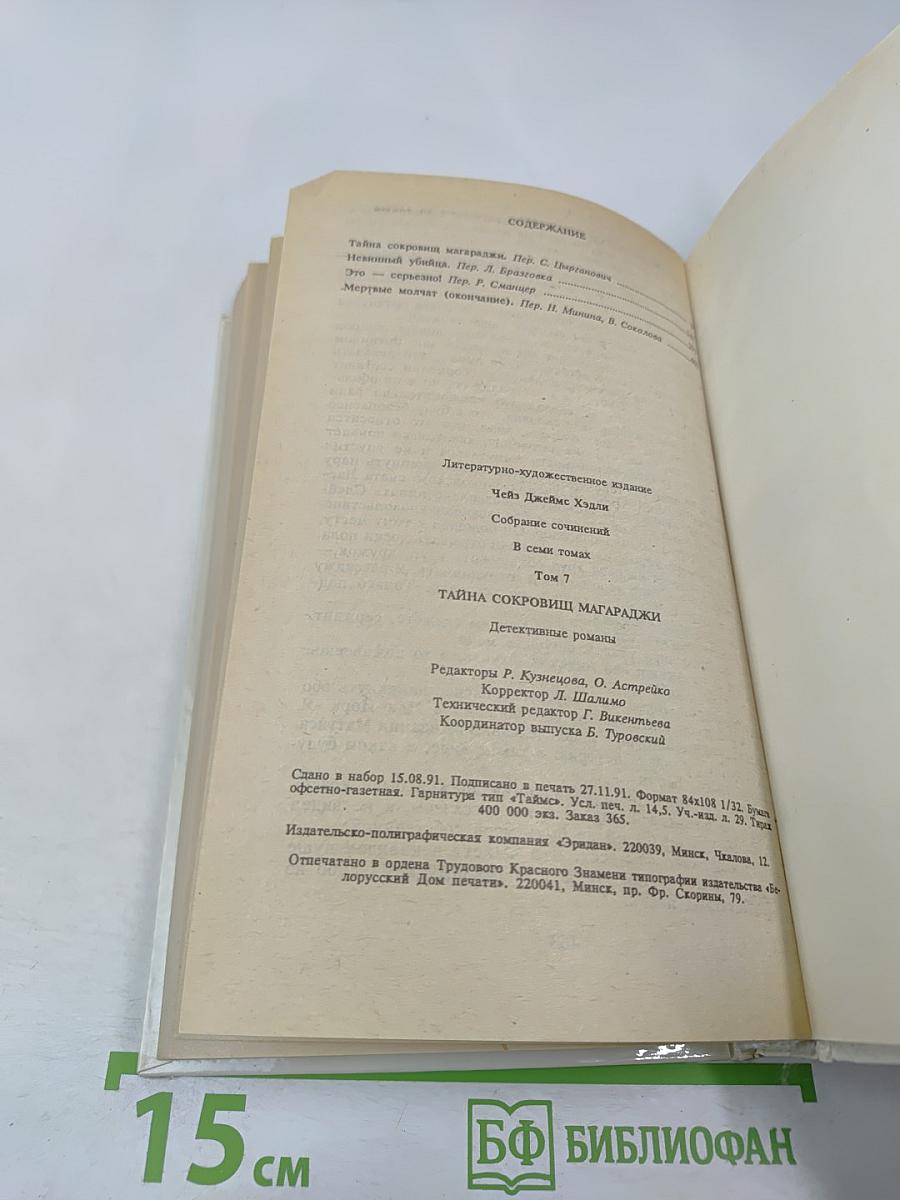 СОДЕРЖАНИЕ
Тайна сокровищ магараджи. Пер. С. Цырганович
Невинный убийца. Пер. Л. Бразговка
Это — серьезно! Пер. Р. Сманцер
Мертвые молчат (окончание). Пер. Н. Минина, В. Соколова
Литературно-художественное издание
Чейз Джеймс Хэдли
Собрание сочинений
В семи томах
Том 7
ТАЙНА СОКРОВИЩ МАГАРАДЖИ
Детективные романы
Редакторы Р. Кузнецова, О. Астрейко
Корректор Л. Шалимо
Технический редактор Г. Викентьева
Координатор выпуска Б. Туровский
Сдано в набор 15.08.91. Подписано в печать 27.11.91. Формат 84х108 1/32. Бумага
офсетно-газетная. Гарнитура тип «Таймс». Усл. печ. л. 14,5. Уч.-изд. л. 29. Тираж
400 000 экз. Заказ 365.
Издательско-полиграфическая компания «Эридан». 220039, Минск, Чкалова, 12.
Отпечатано в ордена Трудового Красного Знамени типографии издательства «Бе-
лорусский Дом печати». 220041, Минск, пр. Фр. Скорины, 79.
15 см
БФ БИБЛИОФАН